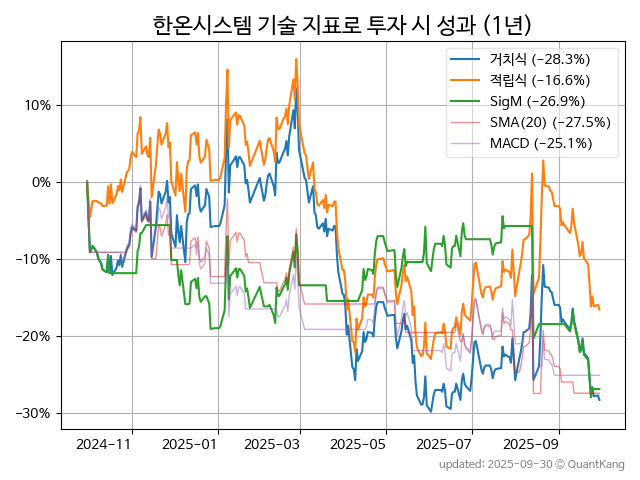 한온시스템 기술 지표로 투자 시 성과 (1년)
거치식 (−28.3%)
적립식 (−16.6%)
SigM (−26.9%)
SMA(20) (−27.5%)
MACD (−25.1%)
10%
0%
−10%
−20%
−30%
2024−11 2025−01 2025−03 2025−05 2025−07 2025−09
updated: 2025−09−30 ⓒ QuantKang